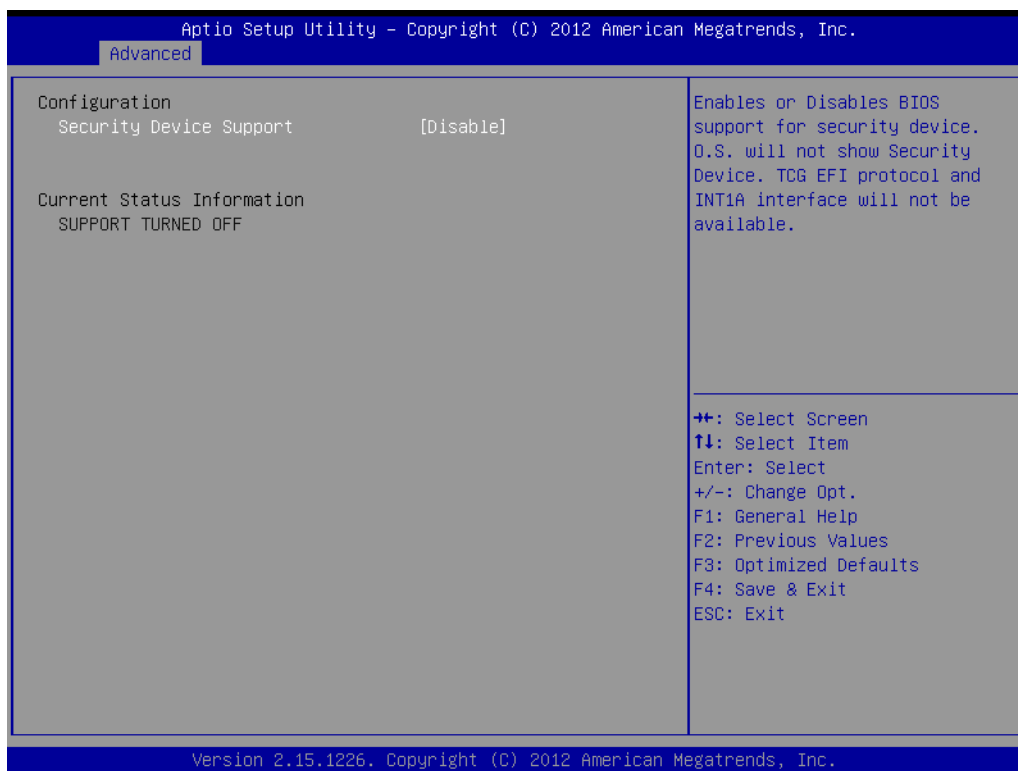 Aptio Setup Utility – Copyright (C) 2012 American Megatrends, Inc.
Advanced
Configuration
Security Device Support [Disable]
Current Status Information
SUPPORT TURNED OFF
Enables or Disables BIOS
support for security device.
O.S. will not show Security
Device. TCG EFI protocol and
INT1A interface will not be
available.
→←: Select Screen
↑↓: Select Item
Enter: Select
+/-: Change Opt.
F1: General Help
F2: Previous Values
F3: Optimized Defaults
F4: Save & Exit
ESC: Exit
Version 2.15.1226. Copyright (C) 2012 American Megatrends, Inc.